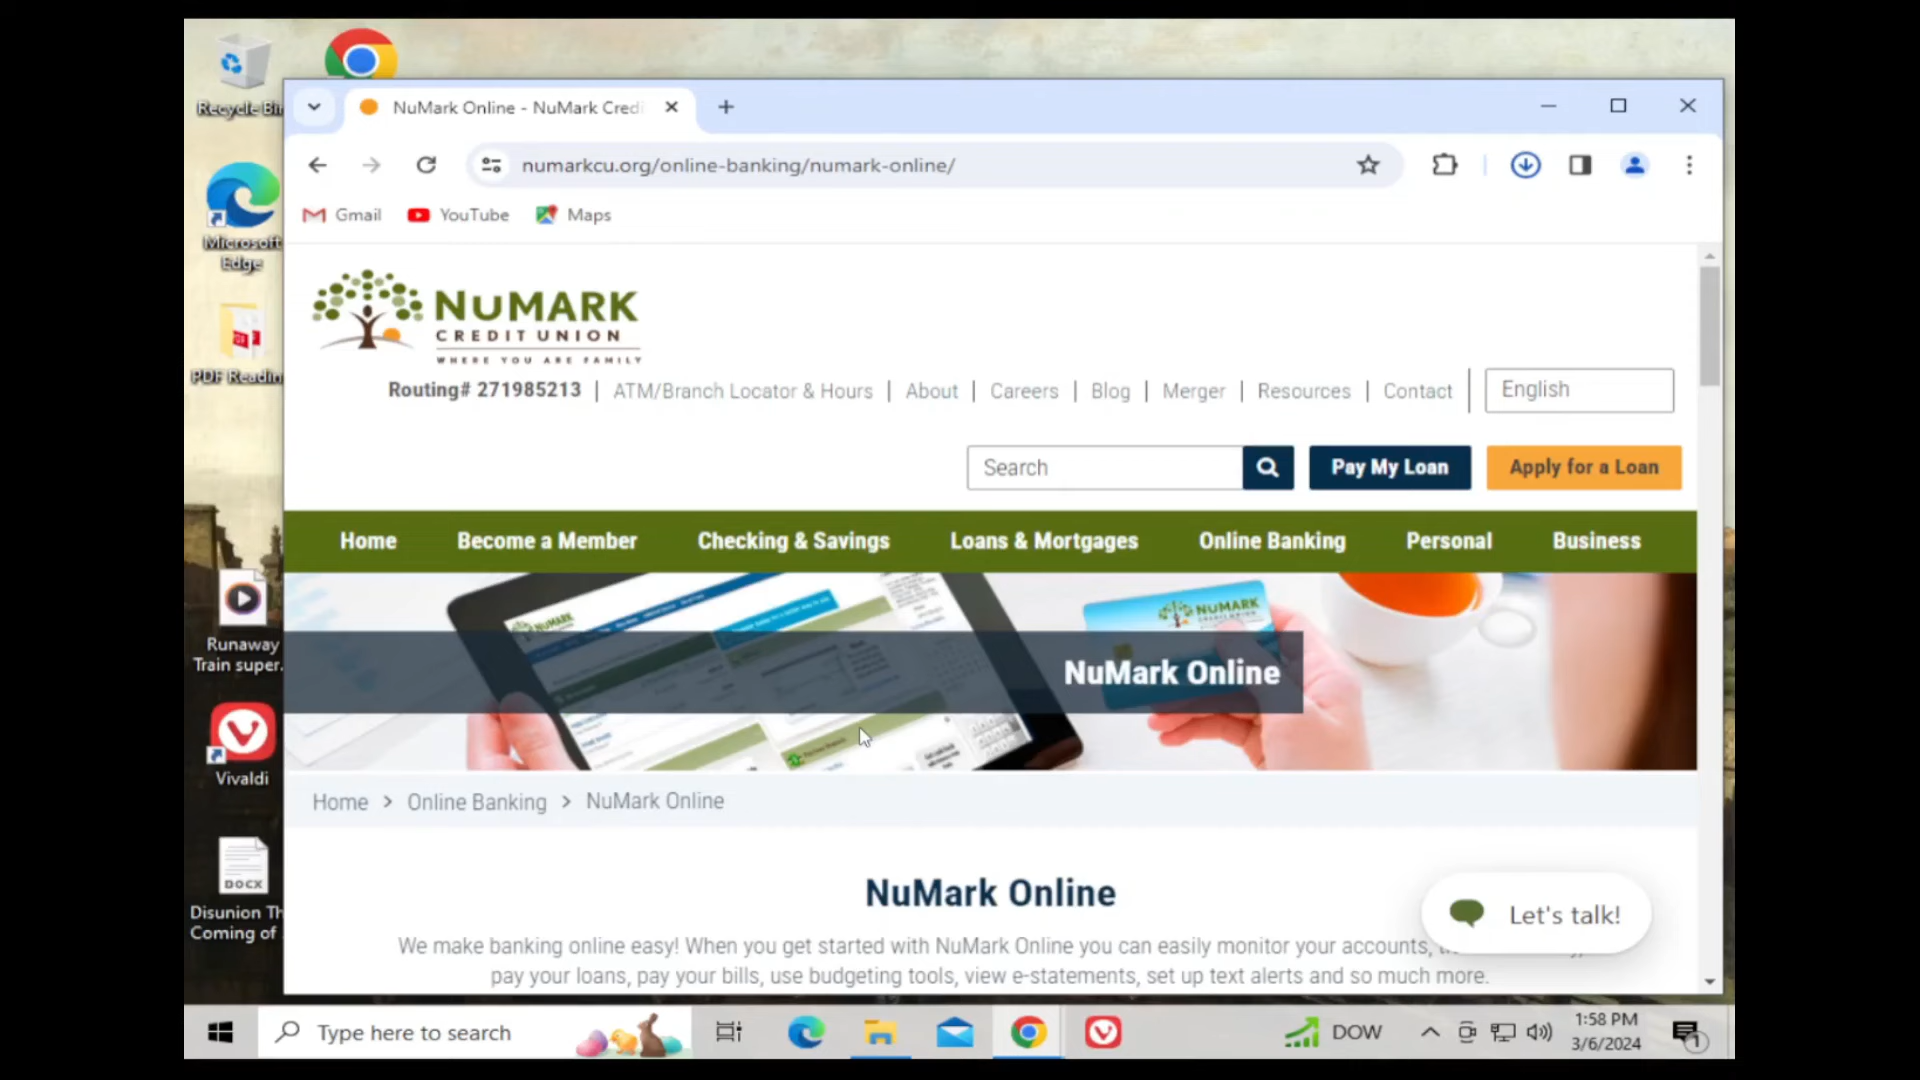 Recycle Bin
NuMark Online - NuMark Credi
numarkcu.org/online-banking/numark-online/
Gmail
YouTube
Maps
Microsoft
Edge
PDF Readin
Runaway
Train super.
Vivaldi
DOCX
Disunion Th
Coming of
NUMARK
CREDIT UNION
WHERE YOU ARE FAMILY
Routing# 271985213 | ATM/Branch Locator & Hours | About | Careers | Blog | Merger | Resources | Contact
English
Search
Pay My Loan
Apply for a Loan
Home
Become a Member
Checking & Savings
Loans & Mortgages
Online Banking
Personal
Business
NUMARK
NuMark Online
Home > Online Banking > NuMark Online
NuMark Online
We make banking online easy! When you get started with NuMark Online you can easily monitor your accounts,
pay your loans, pay your bills, use budgeting tools, view e-statements, set up text alerts and so much more.
Let's talk!
Type here to search
DOW
1:58 PM
3/6/2024
1